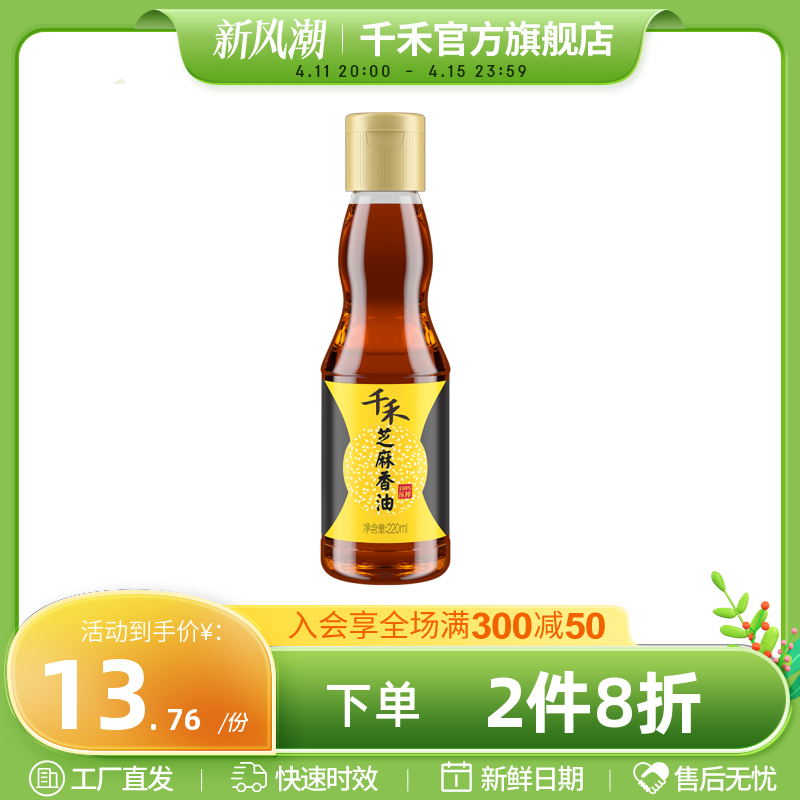 新风潮 千禾官方旗舰店
4.11 20:00 - 4.15 23:59
千禾
芝麻香油
净含量:220ml
入会享全场满300减50
活动到手价¥:
13.76 /份
下单 2件8折
工厂直发 快速时效 新鲜日期 售后无忧